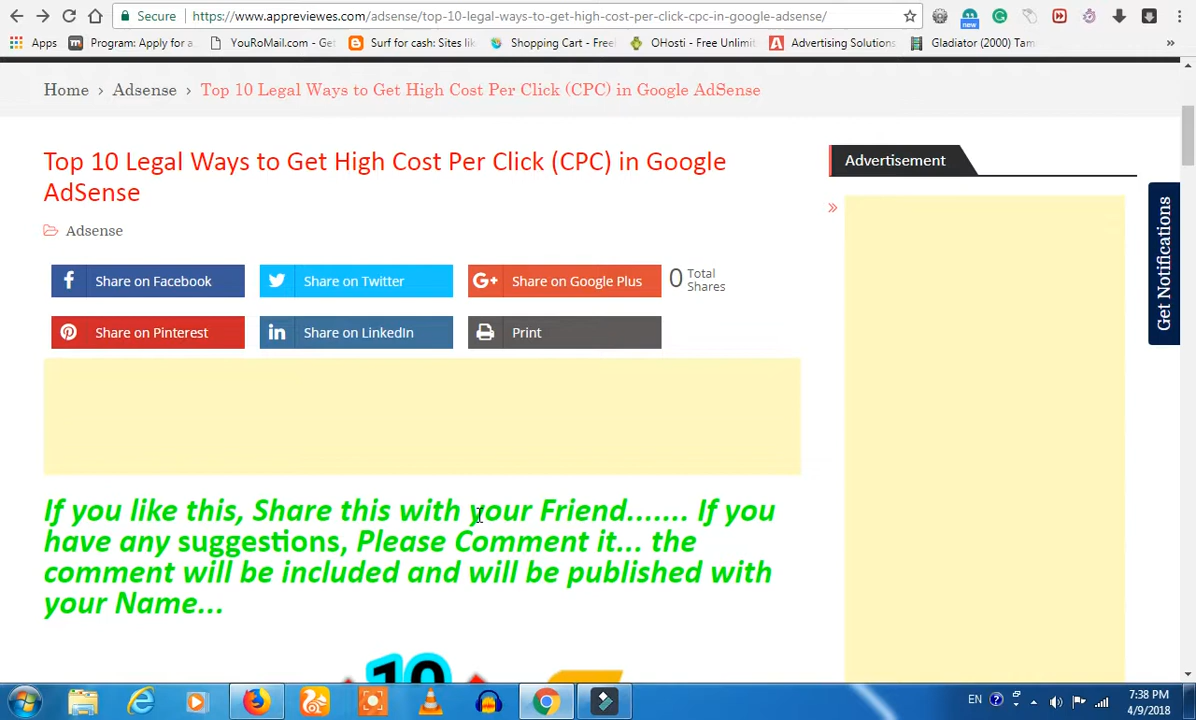 Secure https://www.appreviewes.com/adsense/top-10-legal-ways-to-get-high-cost-per-click-cpc-in-google-adsense/
new
Apps Program: Apply for a YouRoMail.com - Get Surf for cash: Sites lik Shopping Cart - Free OHosti - Free Unlimit Advertising Solutions Gladiator (2000) Tam »
Home › Adsense › Top 10 Legal Ways to Get High Cost Per Click (CPC) in Google AdSense
Top 10 Legal Ways to Get High Cost Per Click (CPC) in Google
AdSense
Adsense
Share on Facebook Share on Twitter G+ Share on Google Plus 0 Total Shares
Share on Pinterest in Share on LinkedIn Print
If you like this, Share this with your Friend....... If you
have any suggestions, Please Comment it... the
comment will be included and will be published with
your Name...
10
Advertisement
»
Get Notifications
EN
7:38 PM
4/9/2018